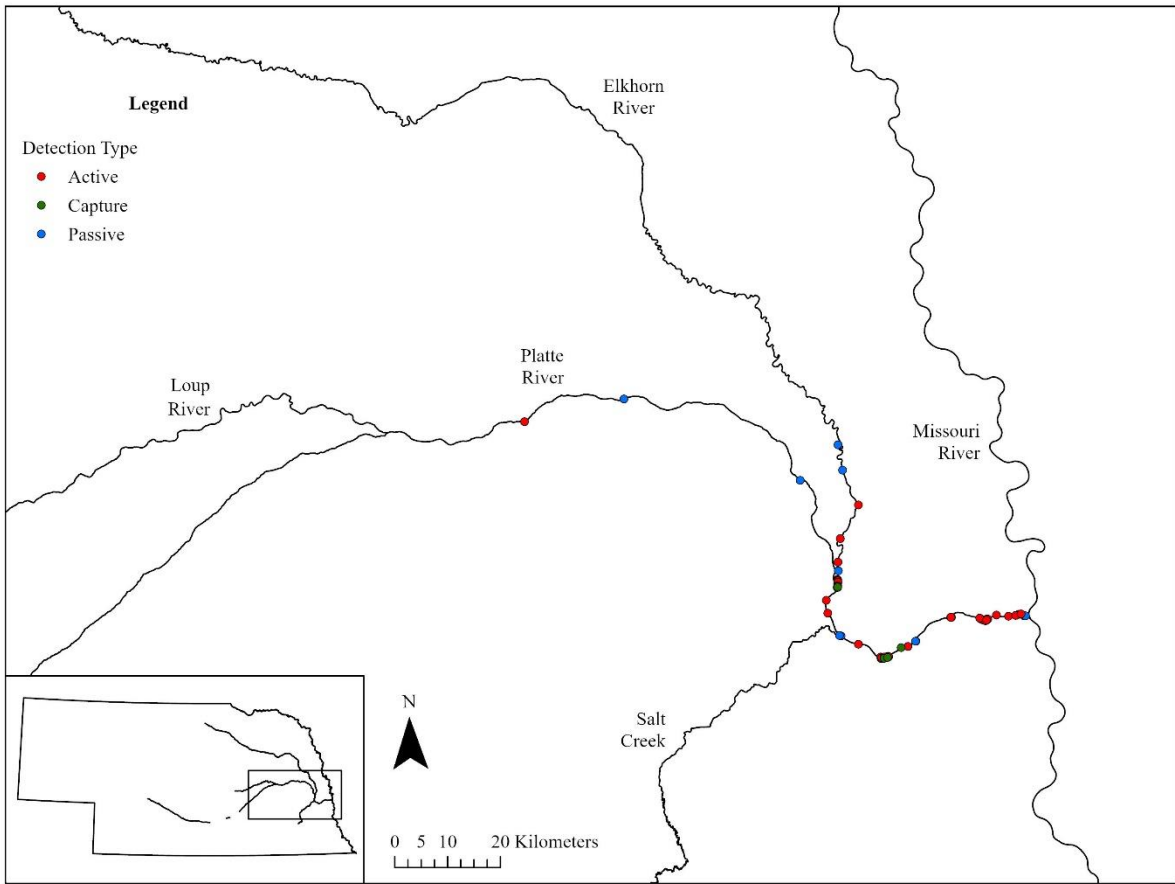 Elkhorn
River
Legend
Detection Type
Active
Capture
Passive
Platte
River
Loup
River
Missouri
River
Salt
Creek
N
0 5 10 20 Kilometers